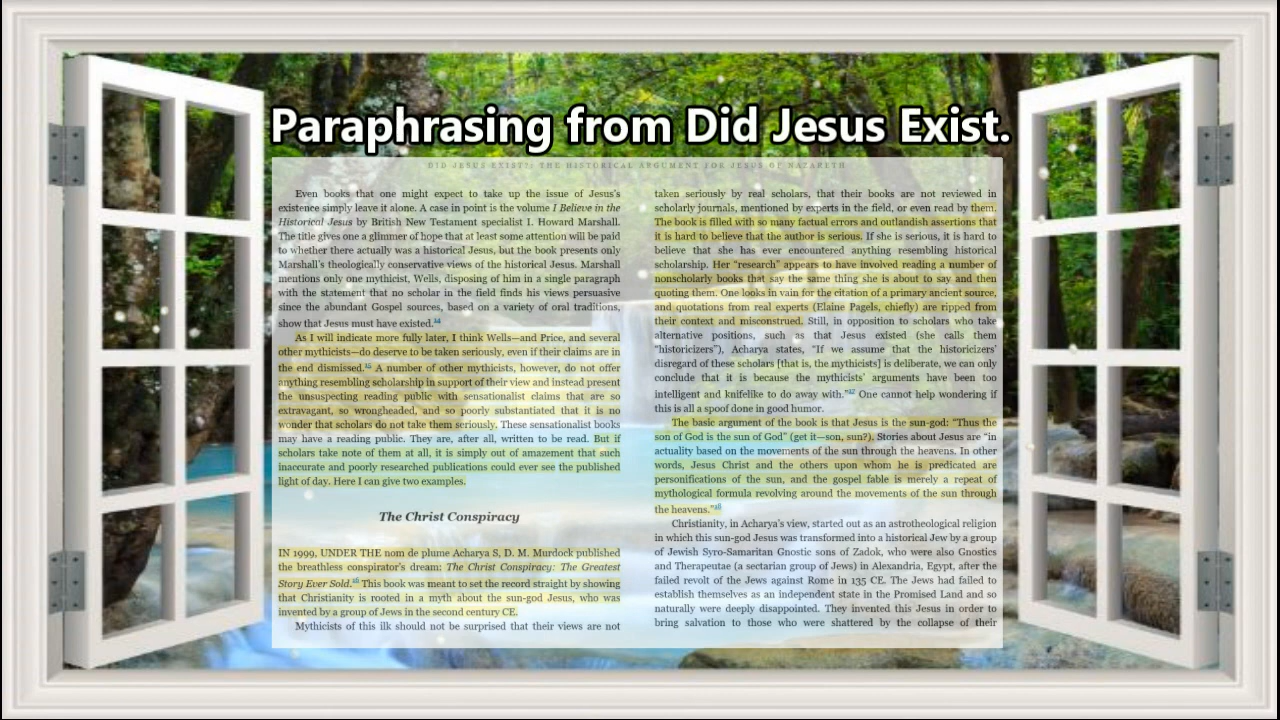 Paraphrasing from Did Jesus Exist.
DID JESUS EXIST?: THE HISTORICAL ARGUMENT FOR JESUS OF NAZARETH
Even books that one might expect to take up the issue of Jesus's
existence simply leave it alone. A case in point is the volume I Believe in the
Historical Jesus by British New Testament specialist I. Howard Marshall.
The title gives one a glimmer of hope that at least some attention will be paid
to whether there actually was a historical Jesus, but the book presents only
Marshall's theologically conservative views of the historical Jesus. Marshall
mentions only one mythicist, Wells, disposing of him in a single paragraph
with the statement that no scholar in the field finds his views persuasive
since the abundant Gospel sources, based on a variety of oral traditions,
show that Jesus must have existed.14
As I will indicate more fully later, I think Wells—and Price, and several
other mythicists—do deserve to be taken seriously, even if their claims are in
the end dismissed.15 A number of other mythicists, however, do not offer
anything resembling scholarship in support of their view and instead present
the unsuspecting reading public with sensationalist claims that are so
extravagant, so wrongheaded, and so poorly substantiated that it is no
wonder that scholars do not take them seriously. These sensationalist books
may have a reading public. They are, after all, written to be read. But if
scholars take note of them at all, it is simply out of amazement that such
inaccurate and poorly researched publications could ever see the published
light of day. Here I can give two examples.
The Christ Conspiracy
IN 1999, UNDER THE nom de plume Acharya S, D. M. Murdock published
the breathless conspirator's dream: The Christ Conspiracy: The Greatest
Story Ever Sold.16 This book was meant to set the record straight by showing
that Christianity is rooted in a myth about the sun-god Jesus, who was
invented by a group of Jews in the second century CE.
Mythicists of this ilk should not be surprised that their views are not
taken seriously by real scholars, that their books are not reviewed in
scholarly journals, mentioned by experts in the field, or even read by them.
The book is filled with so many factual errors and outlandish assertions that
it is hard to believe that the author is serious. If she is serious, it is hard to
believe that she has ever encountered anything resembling historical
scholarship. Her "research" appears to have involved reading a number of
nonscholarly books that say the same thing she is about to say and then
quoting them. One looks in vain for the citation of a primary ancient source,
and quotations from real experts (Elaine Pagels, chiefly) are ripped from
their context and misconstrued. Still, in opposition to scholars who take
alternative positions, such as that Jesus existed (she calls them
"historicizers"), Acharya states, "If we assume that the historicizers'
disregard of these scholars [that is, the mythicists] is deliberate, we can only
conclude that it is because the mythicists' arguments have been too
intelligent and knifelike to do away with."17 One cannot help wondering if
this is all a spoof done in good humor.
The basic argument of the book is that Jesus is the sun-god: "Thus the
son of God is the sun of God" (get it—son, sun?). Stories about Jesus are "in
actuality based on the movements of the sun through the heavens. In other
words, Jesus Christ and the others upon whom he is predicated are
personifications of the sun, and the gospel fable is merely a repeat of
mythological formula revolving around the movements of the sun through
the heavens."18
Christianity, in Acharya's view, started out as an astrotheological religion
in which this sun-god Jesus was transformed into a historical Jew by a group
of Jewish Syro-Samaritan Gnostic sons of Zadok, who were also Gnostics
and Therapeutae (a sectarian group of Jews) in Alexandria, Egypt, after the
failed revolt of the Jews against Rome in 135 CE. The Jews had failed to
establish themselves as an independent state in the Promised Land and so
naturally were deeply disappointed. They invented this Jesus in order to
bring salvation to those who were shattered by the collapse of their